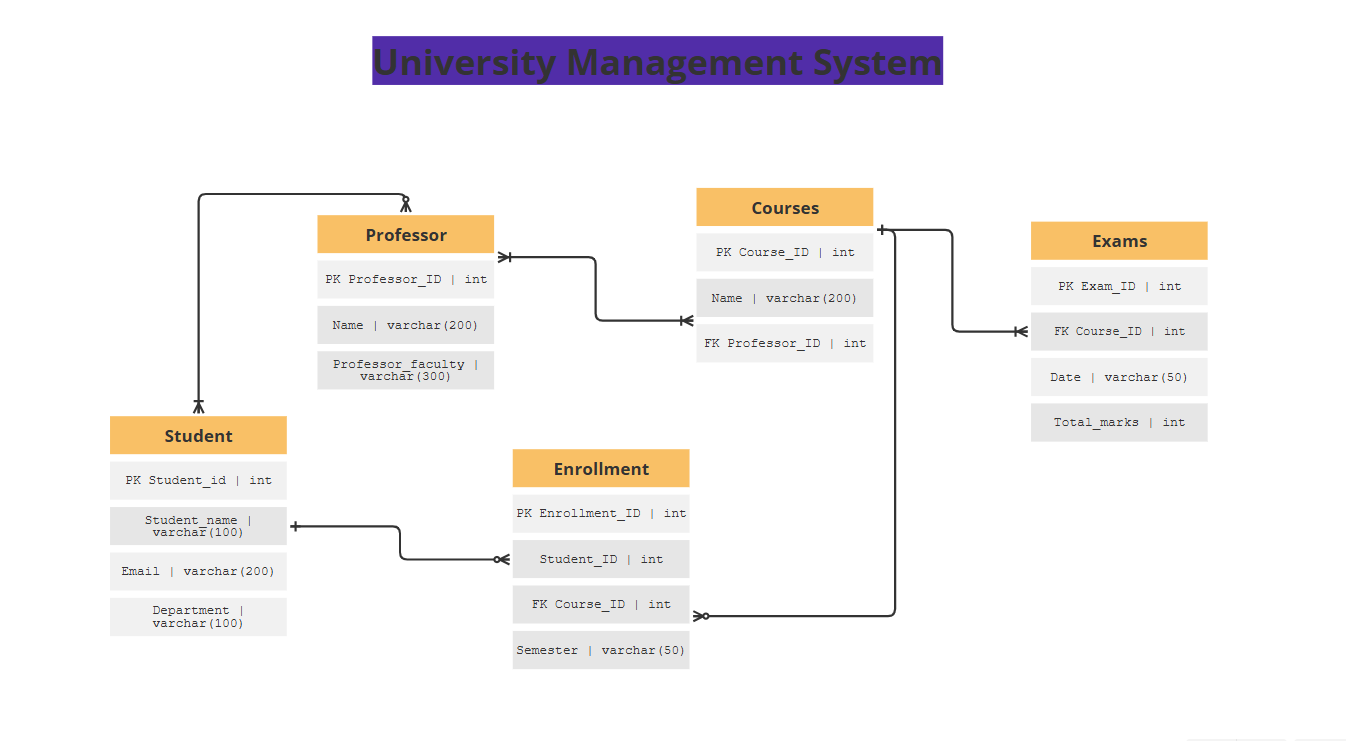 University Management System
Professor
PK Professor_ID | int
Name | varchar(200)
Professor_faculty |
varchar(300)
Courses
PK Course_ID | int
Name | varchar(200)
FK Professor_ID | int
Exams
PK Exam_ID | int
FK Course_ID | int
Date | varchar(50)
Total_marks | int
Student
PK Student_id | int
Student_name |
varchar(100)
Email | varchar(200)
Department |
varchar(100)
Enrollment
PK Enrollment_ID | int
Student_ID | int
FK Course_ID | int
Semester | varchar(50)